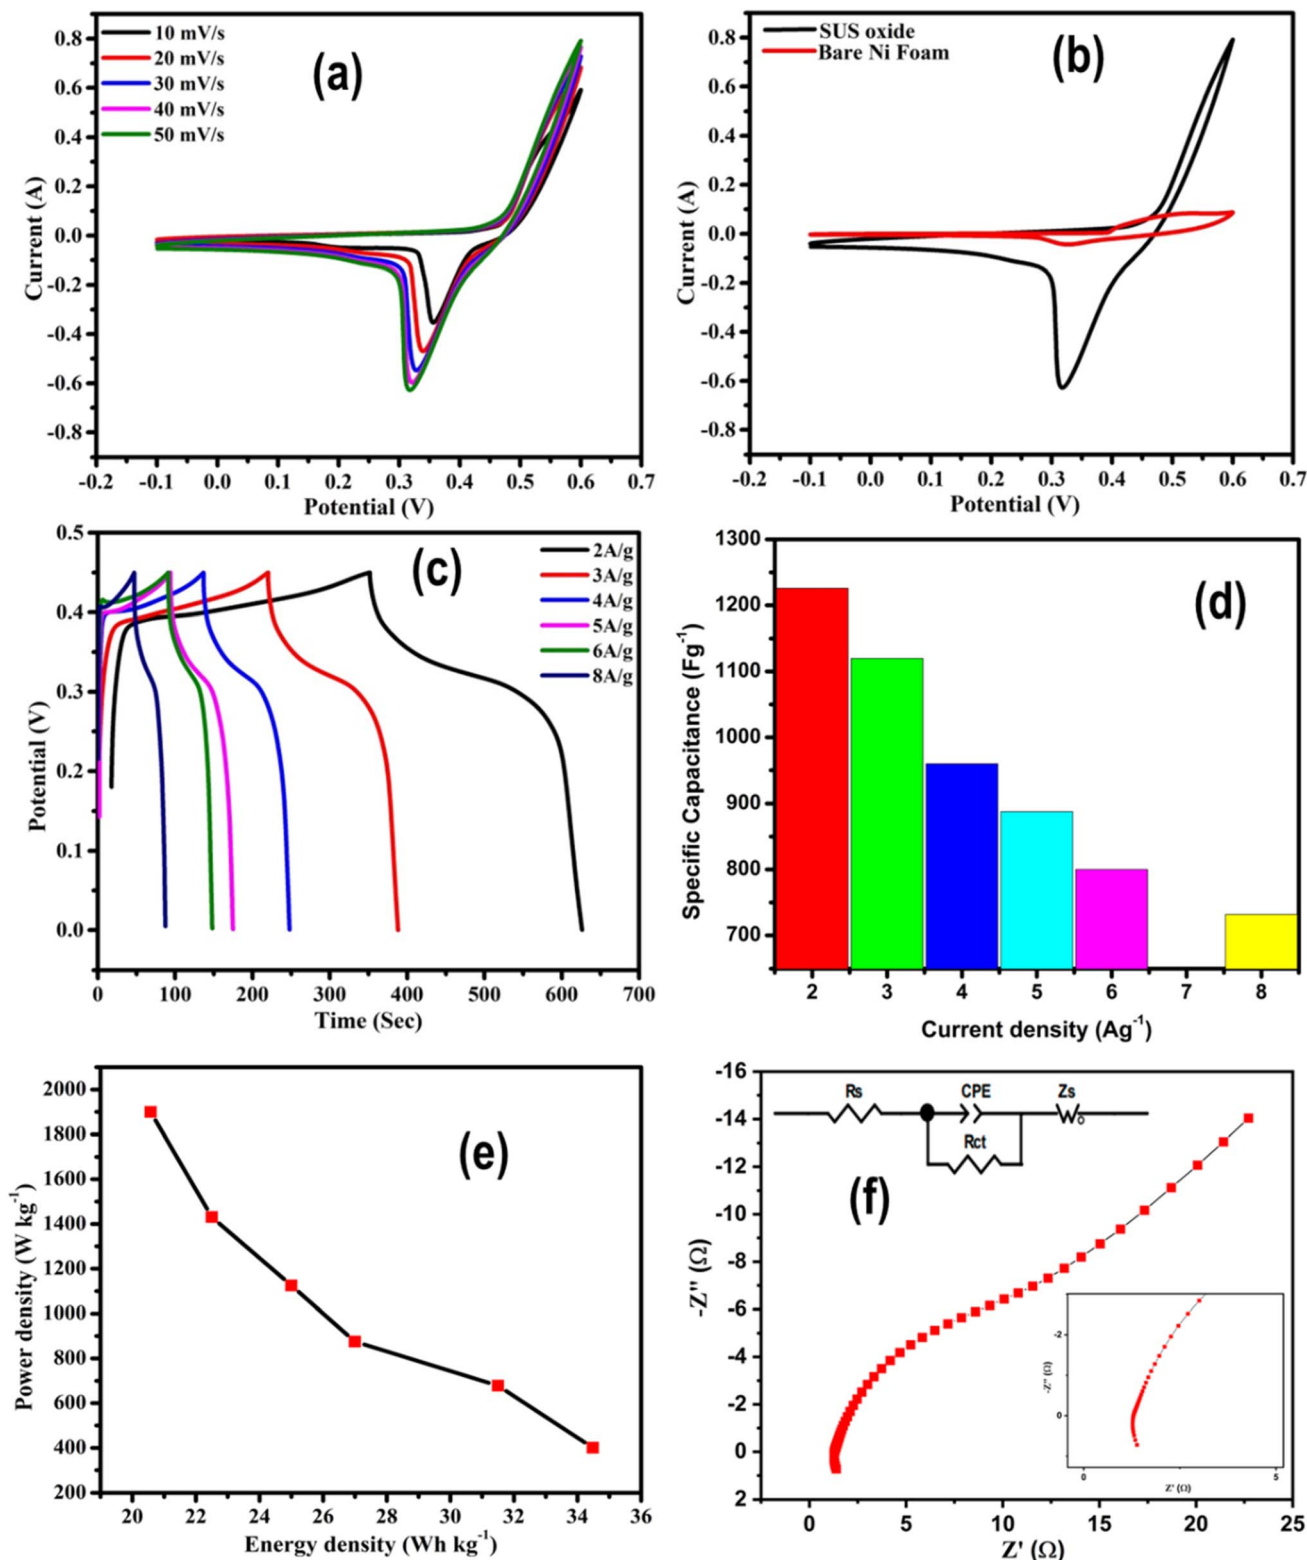 (a)
10 mV/s
20 mV/s
30 mV/s
40 mV/s
50 mV/s
0.8
0.6
0.4
0.2
0.0
-0.2
-0.4
-0.6
-0.8
Current (A)
-0.2 -0.1 0.0 0.1 0.2 0.3 0.4 0.5 0.6 0.7
Potential (V)
(b)
SUS oxide
Bare Ni Foam
0.8
0.6
0.4
0.2
0.0
-0.2
-0.4
-0.6
-0.8
Current (A)
-0.2 -0.1 0.0 0.1 0.2 0.3 0.4 0.5 0.6 0.7
Potential (V)
(c)
2A/g
3A/g
4A/g
5A/g
6A/g
8A/g
0.5
0.4
0.3
0.2
0.1
0.0
Potential (V)
0 100 200 300 400 500 600 700
Time (Sec)
(d)
1300
1200
1100
1000
900
800
700
Specific Capacitance (Fg⁻¹)
2 3 4 5 6 7 8
Current density (Ag⁻¹)
(e)
2000
1800
1600
1400
1200
1000
800
600
400
200
Power density (W kg⁻¹)
20 22 24 26 28 30 32 34 36
Energy density (Wh kg⁻¹)
(f)
Rs CPE Zs
Rct
-16
-14
-12
-10
-8
-6
-4
-2
0
2
-Z'' (Ω)
0 5 10 15 20 25
Z' (Ω)
-2
0
-Z'' (Ω)
0 5
Z' (Ω)